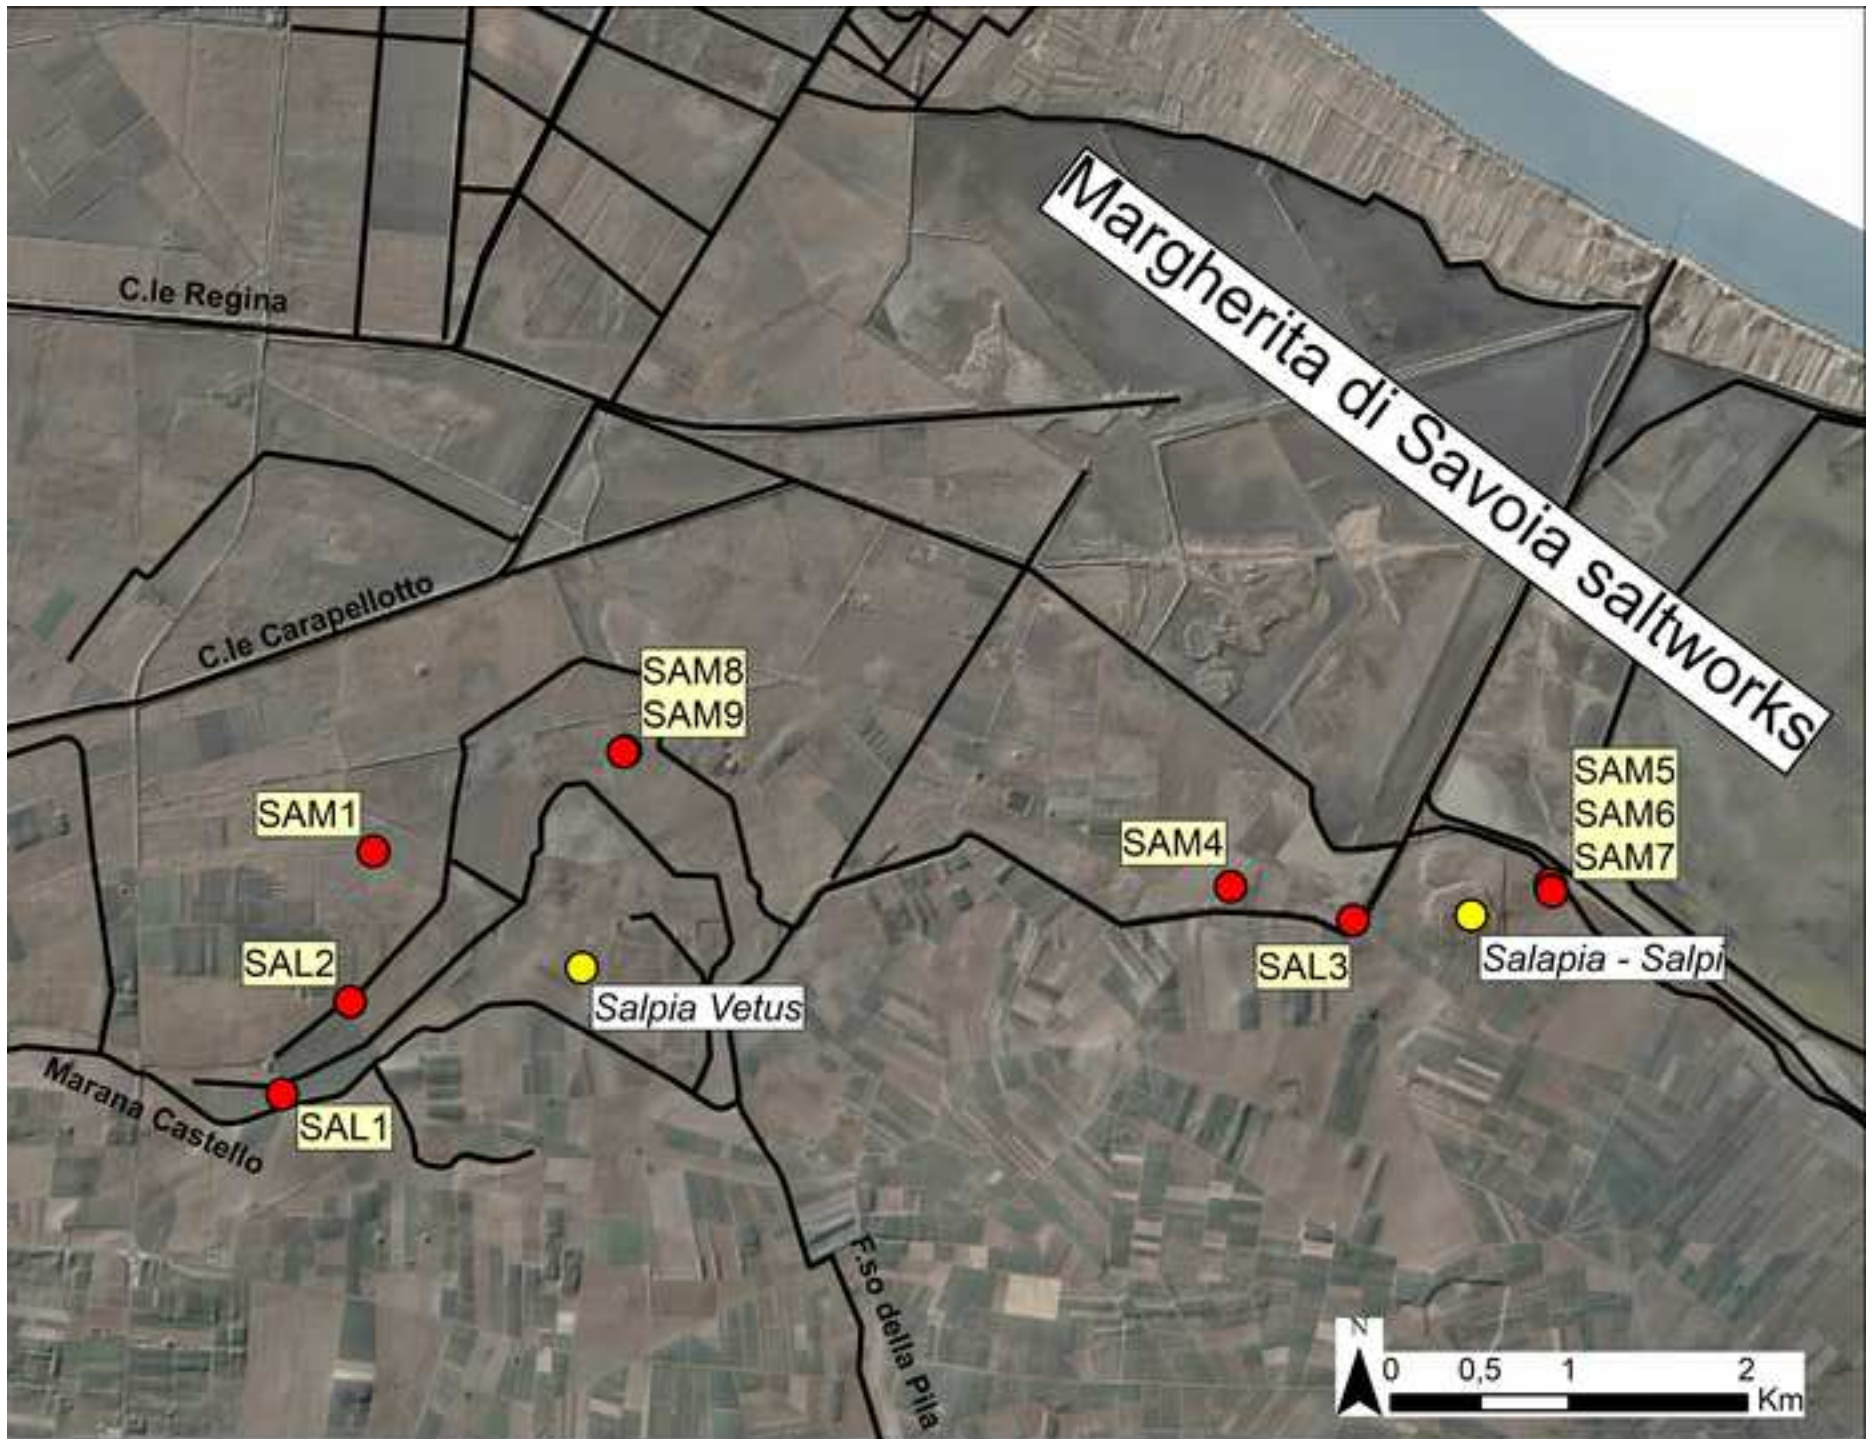 Margherita di Savoia saltworks
C.le Regina
C.le Carapellotto
SAM8
SAM9
SAM1
SAM5
SAM6
SAM7
SAM4
SAL2
SAL3
Salapia - Salpi
Salpia Vetus
Marana Castello
SAL1
F.so della Pila
N
0 0,5 1 2
Km